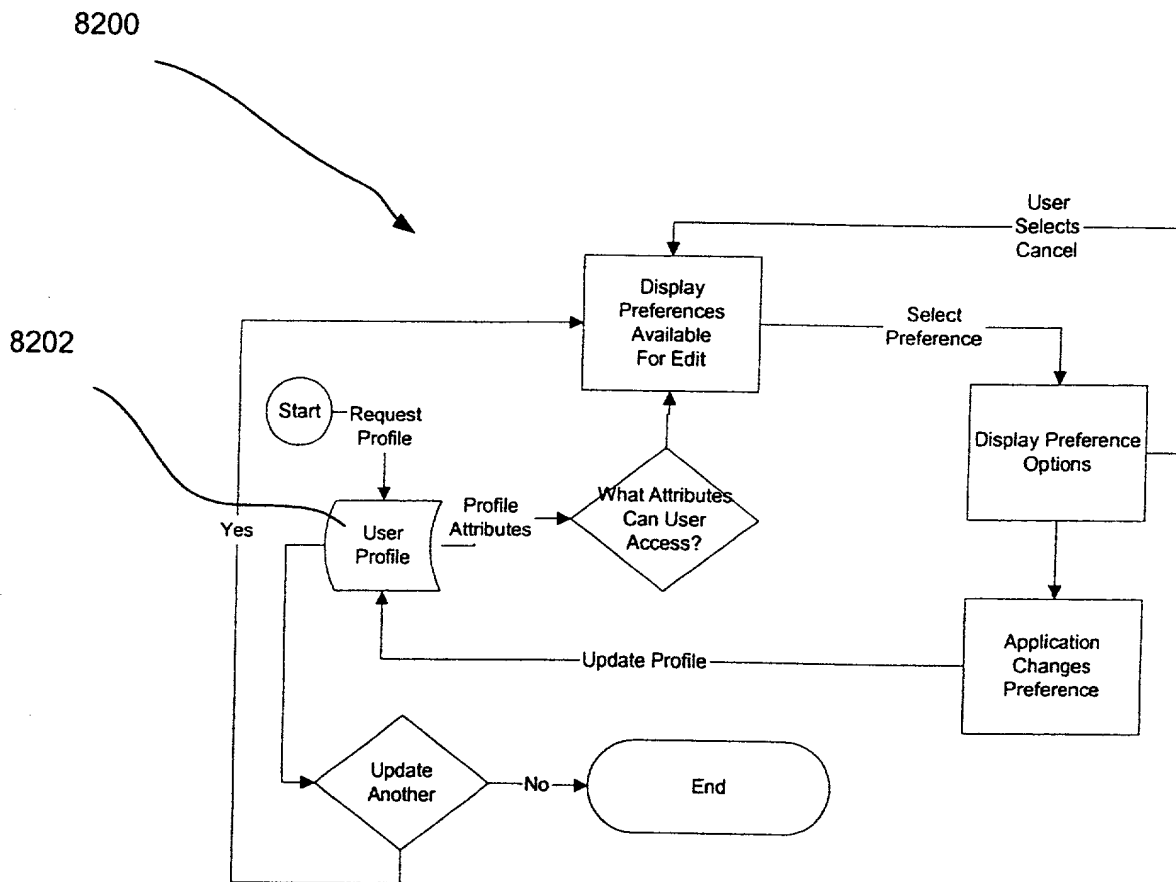 8200
User
Selects
Cancel
Display
Preferences
Available
For Edit
Select
Preference
8202
Start
Request
Profile
Display Preference
Options
What Attributes
Can User
Access?
Profile
Attributes
User
Profile
Yes
Application
Changes
Preference
Update Profile
Update
Another
No
End